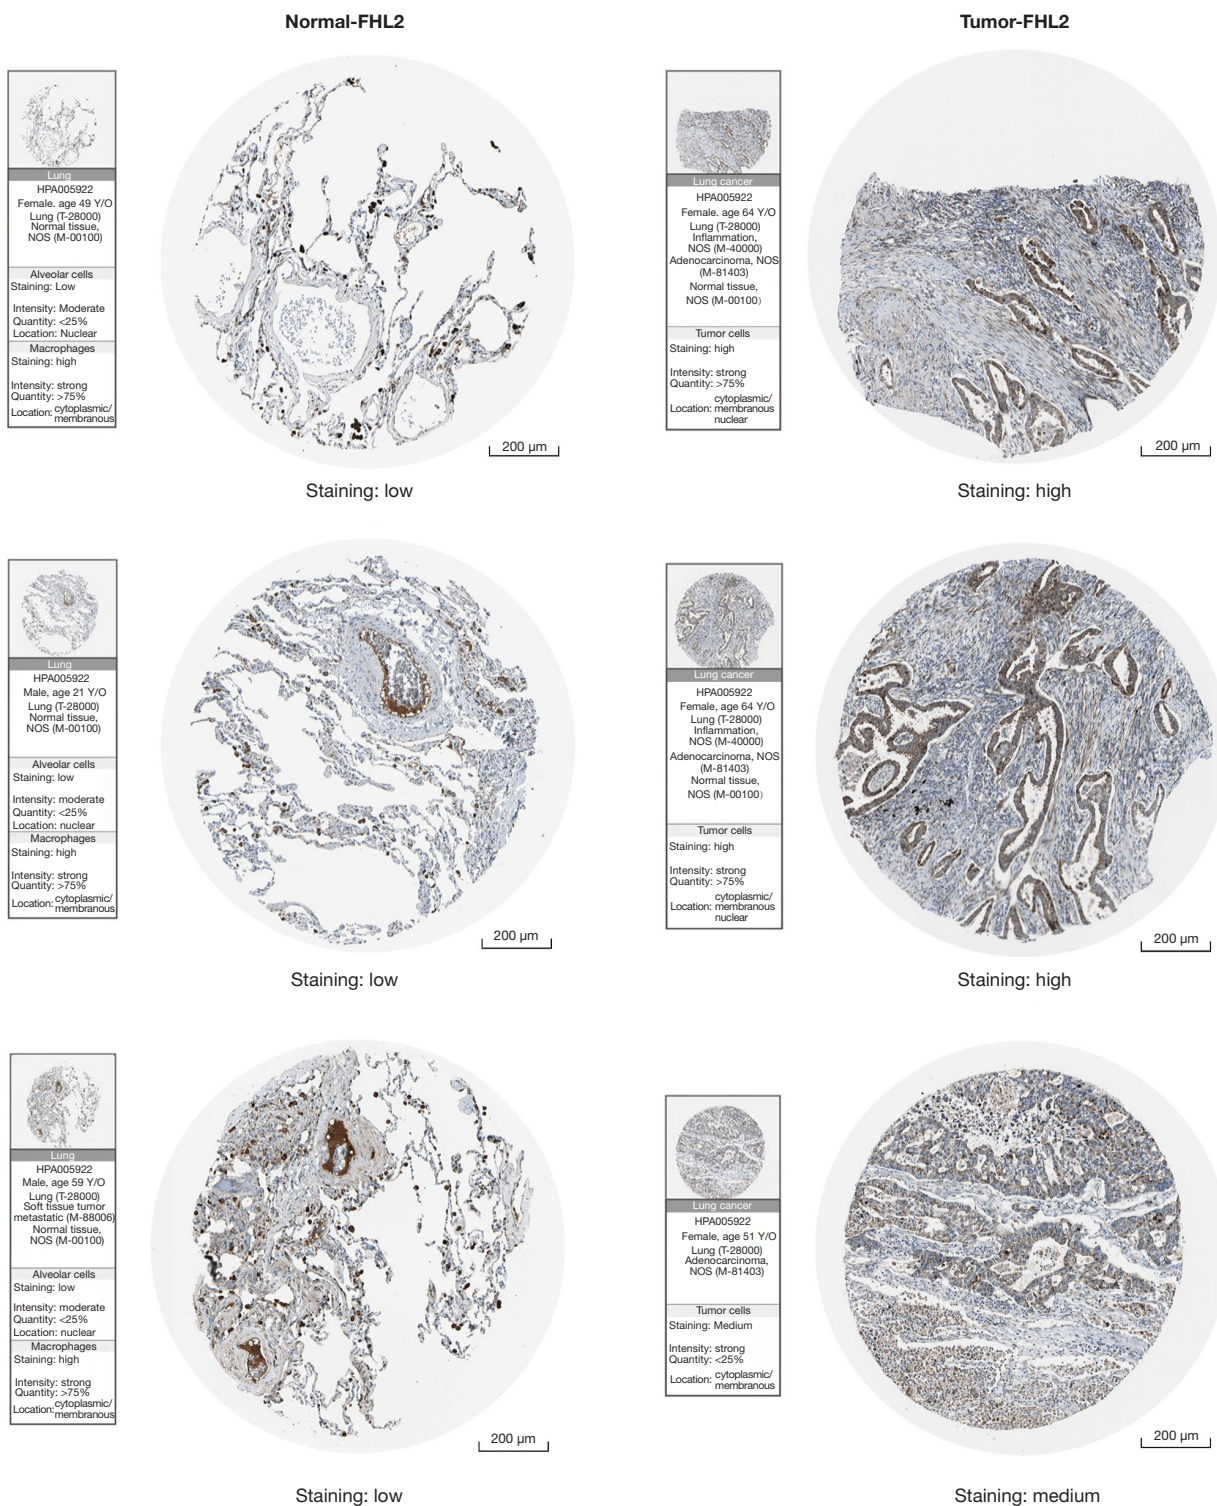 Normal-FHL2
Tumor-FHL2
Lung
HPA005922
Female. age 49 Y/O
Lung (T-28000)
Normal tissue,
NOS (M-00100)
Alveolar cells
Staining: Low
Intensity: Moderate
Quantity: <25%
Location: Nuclear
Macrophages
Staining: high
Intensity: strong
Quantity: >75%
Location: cytoplasmic/
membranous
200 µm
Staining: low
Lung cancer
HPA005922
Female. age 64 Y/O
Lung (T-28000)
Inflammation,
NOS (M-40000)
Adenocarcinoma, NOS
(M-81403)
Normal tissue,
NOS (M-00100)
Tumor cells
Staining: high
Intensity: strong
Quantity: >75%
cytoplasmic/
Location: membranous
nuclear
200 µm
Staining: high
Lung
HPA005922
Male, age 21 Y/O
Lung (T-28000)
Normal tissue,
NOS (M-00100)
Alveolar cells
Staining: low
Intensity: moderate
Quantity: <25%
Location: nuclear
Macrophages
Staining: high
Intensity: strong
Quantity: >75%
Location: cytoplasmic/
membranous
200 µm
Staining: low
Lung cancer
HPA005922
Female, age 64 Y/O
Lung (T-28000)
Inflammation,
NOS (M-40000)
Adenocarcinoma, NOS
(M-81403)
Normal tissue,
NOS (M-00100)
Tumor cells
Staining: high
Intensity: strong
Quantity: >75%
cytoplasmic/
Location: membranous
nuclear
200 µm
Staining: high
Lung
HPA005922
Male, age 59 Y/O
Lung (T-28000)
Soft tissue tumor
metastatic (M-88006)
Normal tissue,
NOS (M-00100)
Alveolar cells
Staining: low
Intensity: moderate
Quantity: <25%
Location: nuclear
Macrophages
Staining: high
Intensity: strong
Quantity: >75%
Location: cytoplasmic/
membranous
200 µm
Staining: low
Lung cancer
HPA005922
Female, age 51 Y/O
Lung (T-28000)
Adenocarcinoma,
NOS (M-81403)
Tumor cells
Staining: Medium
Intensity: strong
Quantity: <25%
Location: cytoplasmic/
membranous
200 µm
Staining: medium